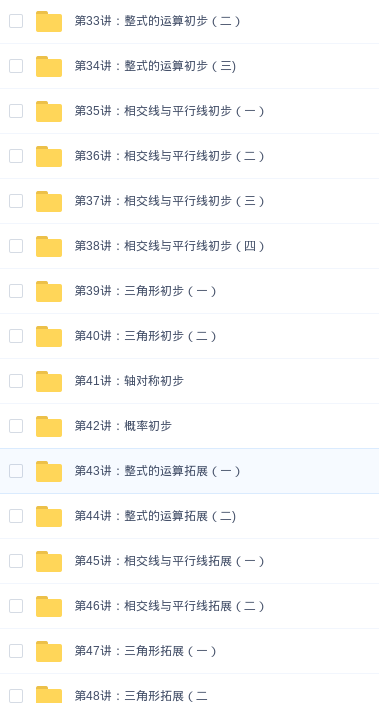 第33讲：整式的运算初步（二）
第34讲：整式的运算初步（三)
第35讲：相交线与平行线初步（一）
第36讲：相交线与平行线初步（二）
第37讲：相交线与平行线初步（三）
第38讲：相交线与平行线初步（四）
第39讲：三角形初步（一）
第40讲：三角形初步（二）
第41讲：轴对称初步
第42讲：概率初步
第43讲：整式的运算拓展（一）
第44讲：整式的运算拓展（二)
第45讲：相交线与平行线拓展（一）
第46讲：相交线与平行线拓展（二）
第47讲：三角形拓展（一）
第48讲：三角形拓展（二